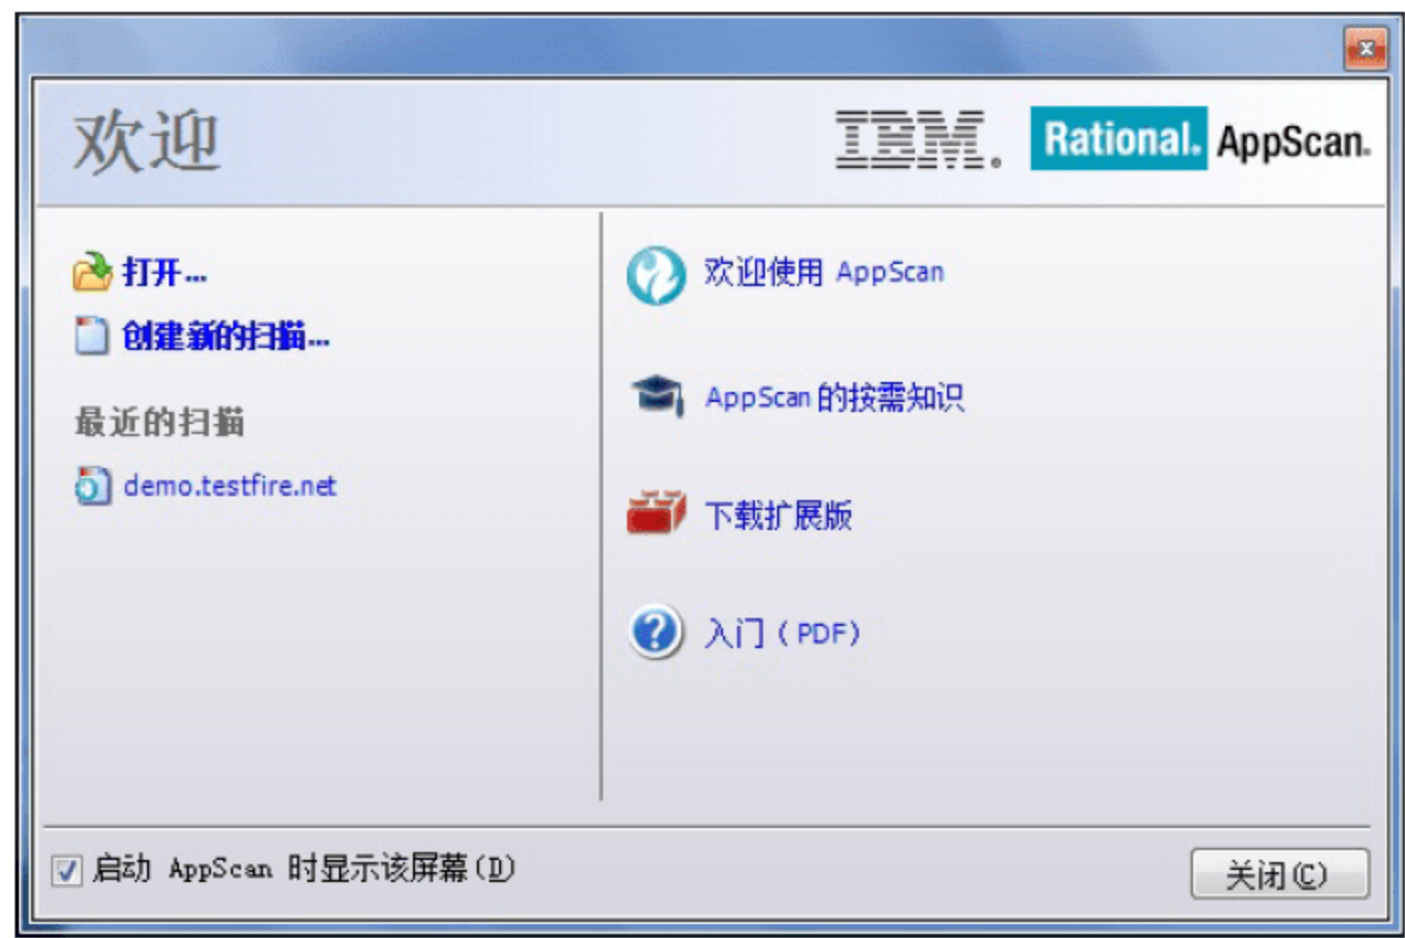 欢迎
IBM. Rational. AppScan.
打开...
创建新的扫描...
最近的扫描
demo.testfire.net
欢迎使用 AppScan
AppScan 的按需知识
下载扩展版
入门（PDF）
启动 AppScan 时显示该屏幕(D)
关闭(C)